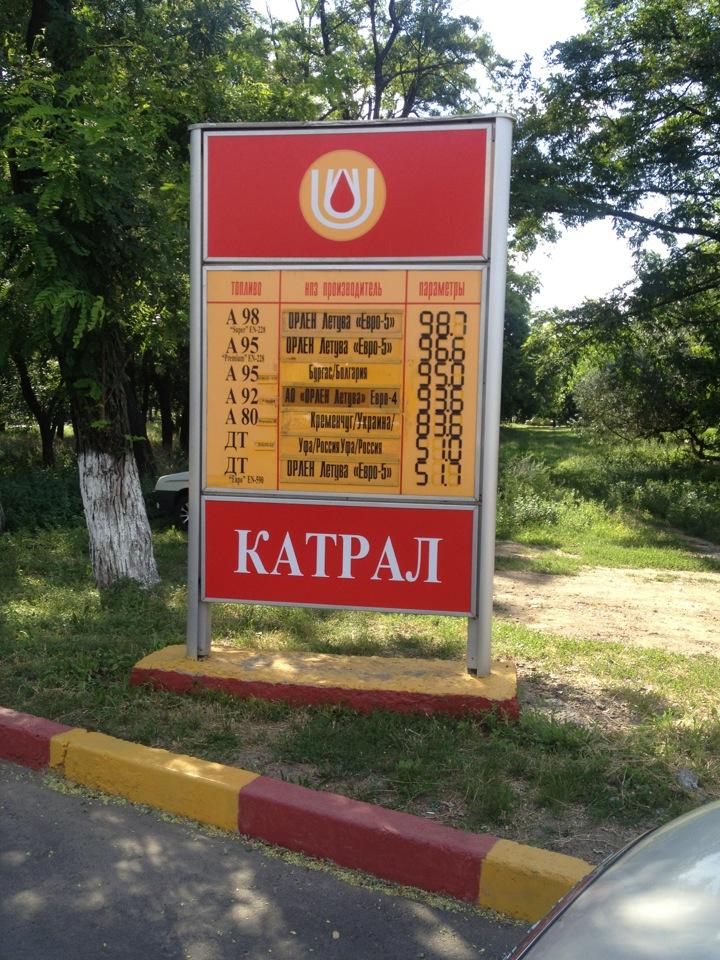 топливо нпз производитель параметры
А 98 ОРЛЕН Летува «Евро-5» 98.7
"Super" EN-228
А 95 ОРЛЕН Летува «Евро-5» 96.6
"Premium" EN-228
А 95 Бургас/Болгария 95.0
А 92 АО «ОРЛЕН Летува» Евро-4 93.6
А 80 Кременчуг/Украина/ 83.6
ДТ Уфа/Россия Уфа/Россия 51.0
ДТ ОРЛЕН Летува «Евро-5» 51.7
"Евро" EN-590
КАТРАЛ